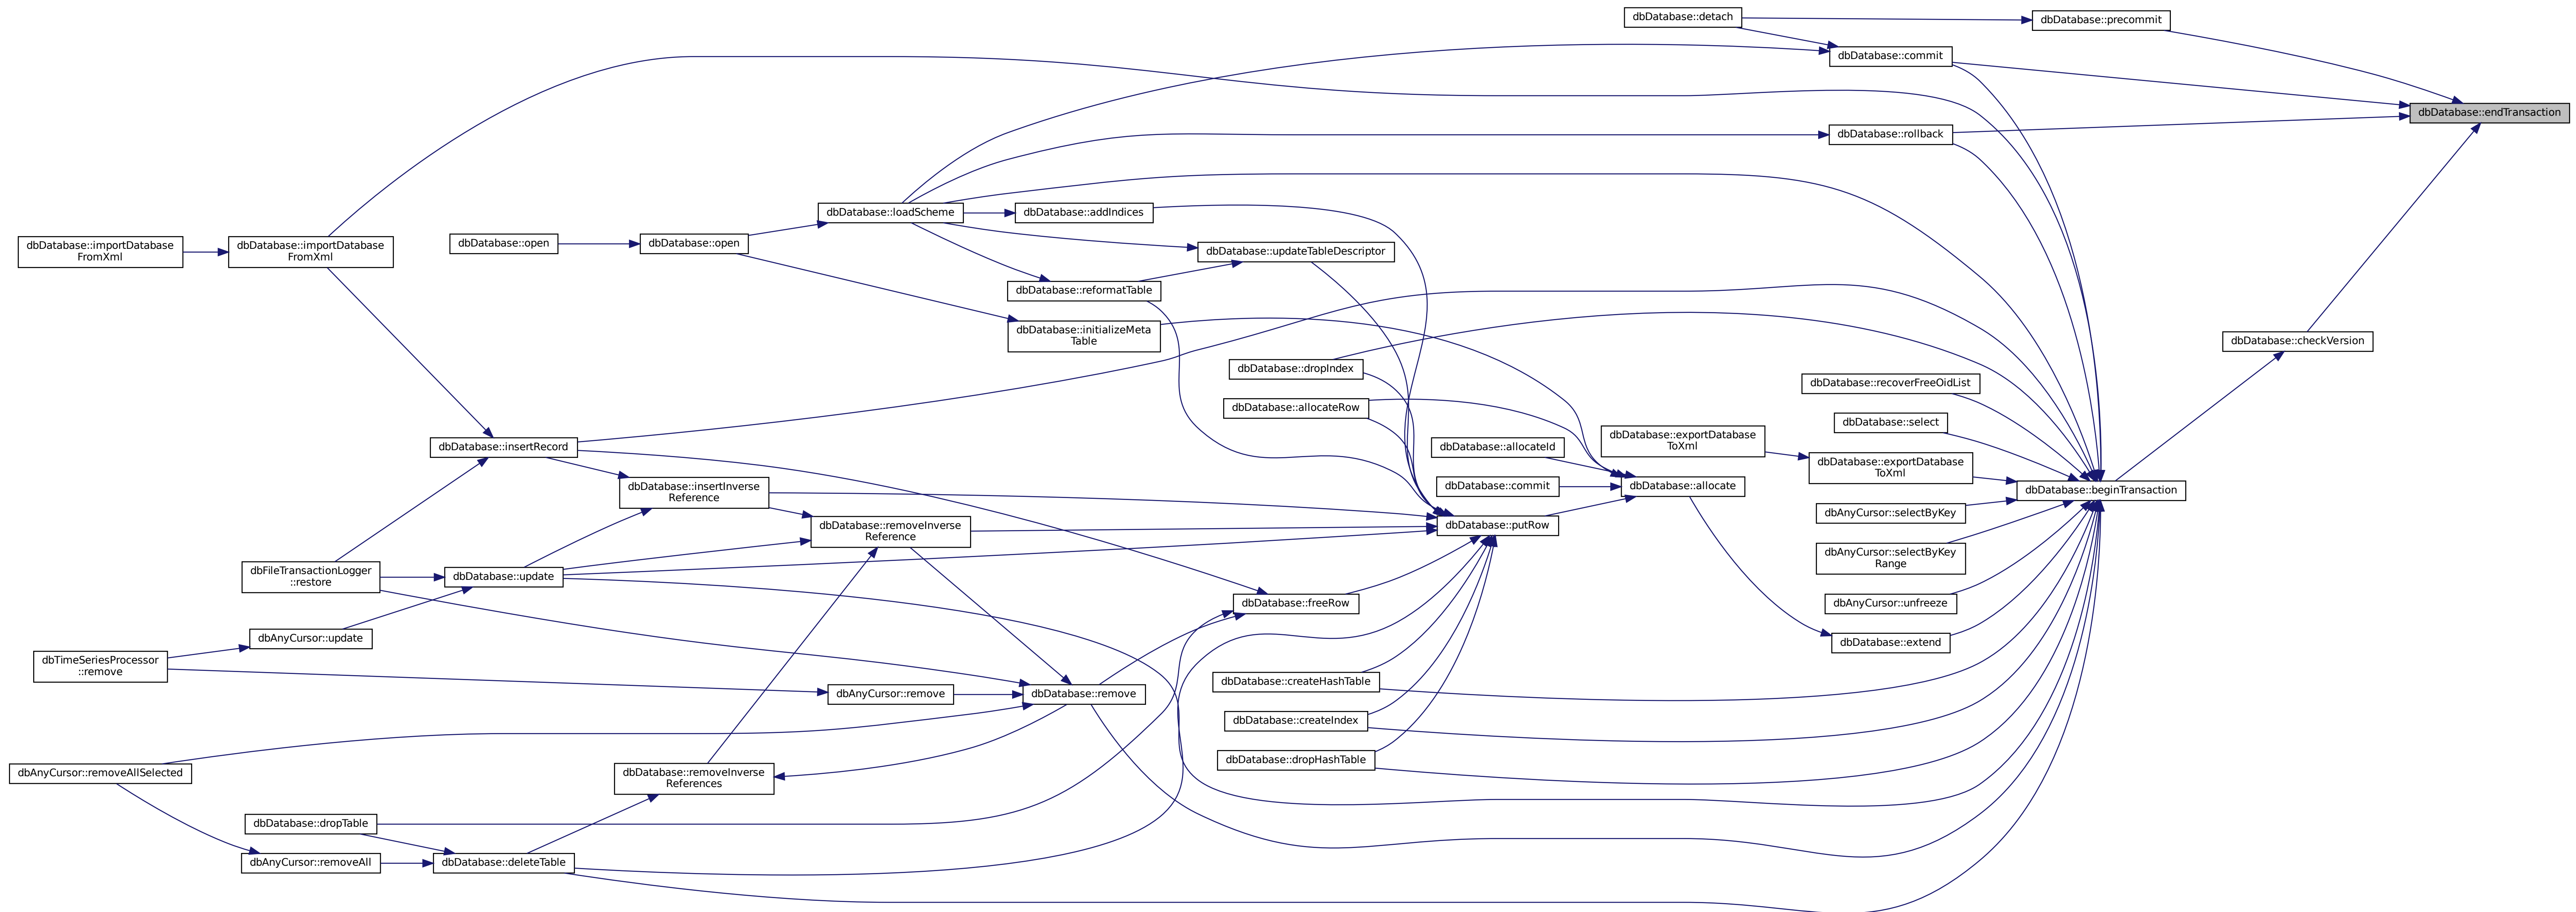 dbDatabase::detach
dbDatabase::precommit
dbDatabase::commit
dbDatabase::endTransaction
dbDatabase::rollback
dbDatabase::loadScheme
dbDatabase::addIndices
dbDatabase::importDatabase
FromXml
dbDatabase::importDatabase
FromXml
dbDatabase::open
dbDatabase::open
dbDatabase::updateTableDescriptor
dbDatabase::reformatTable
dbDatabase::initializeMeta
Table
dbDatabase::checkVersion
dbDatabase::dropIndex
dbDatabase::recoverFreeOidList
dbDatabase::allocateRow
dbDatabase::select
dbDatabase::insertRecord
dbDatabase::allocateId
dbDatabase::exportDatabase
ToXml
dbDatabase::exportDatabase
ToXml
dbDatabase::insertInverse
Reference
dbDatabase::commit
dbDatabase::allocate
dbDatabase::beginTransaction
dbAnyCursor::selectByKey
dbDatabase::removeInverse
Reference
dbDatabase::putRow
dbAnyCursor::selectByKey
Range
dbFileTransactionLogger
::restore
dbDatabase::update
dbDatabase::freeRow
dbAnyCursor::unfreeze
dbAnyCursor::update
dbDatabase::extend
dbTimeSeriesProcessor
::remove
dbDatabase::createHashTable
dbAnyCursor::remove
dbDatabase::remove
dbDatabase::createIndex
dbDatabase::dropHashTable
dbAnyCursor::removeAllSelected
dbDatabase::removeInverse
References
dbDatabase::dropTable
dbAnyCursor::removeAll
dbDatabase::deleteTable